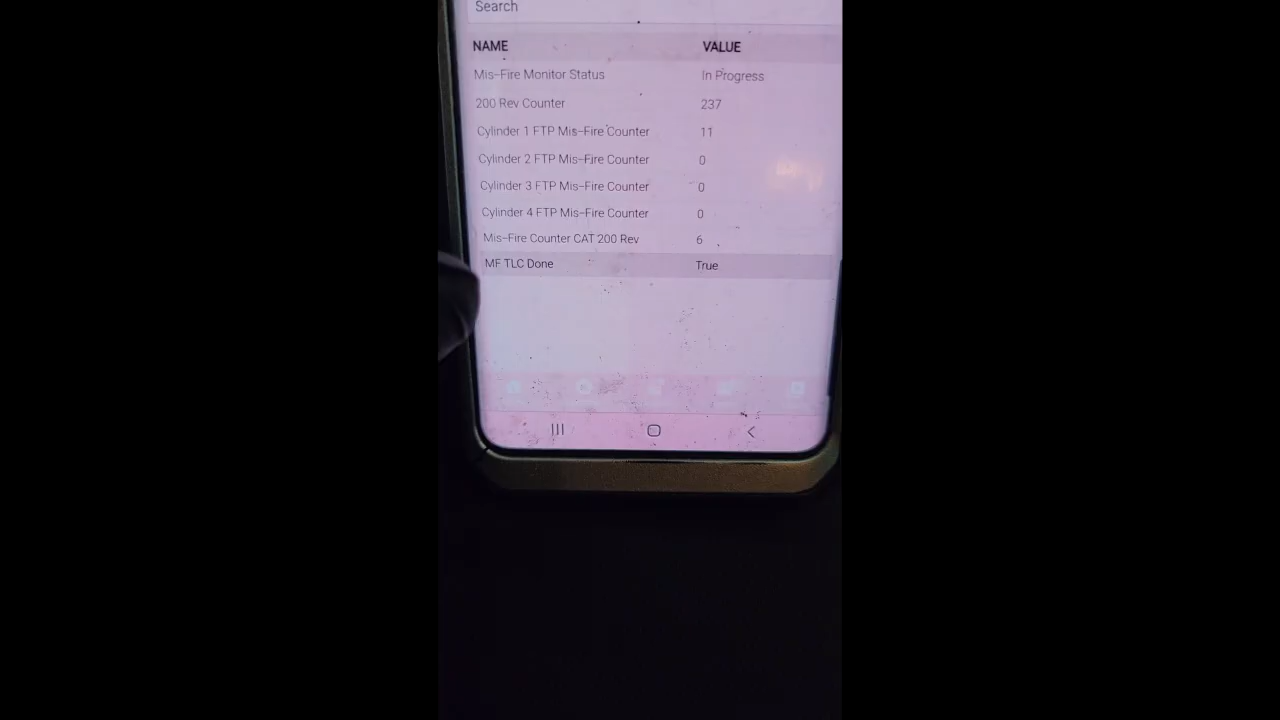 Search
NAME VALUE
Mis-Fire Monitor Status In Progress
200 Rev Counter 237
Cylinder 1 FTP Mis-Fire Counter 11
Cylinder 2 FTP Mis-Fire Counter 0
Cylinder 3 FTP Mis-Fire Counter 0
Cylinder 4 FTP Mis-Fire Counter 0
Mis-Fire Counter CAT 200 Rev 6
MF TLC Done True